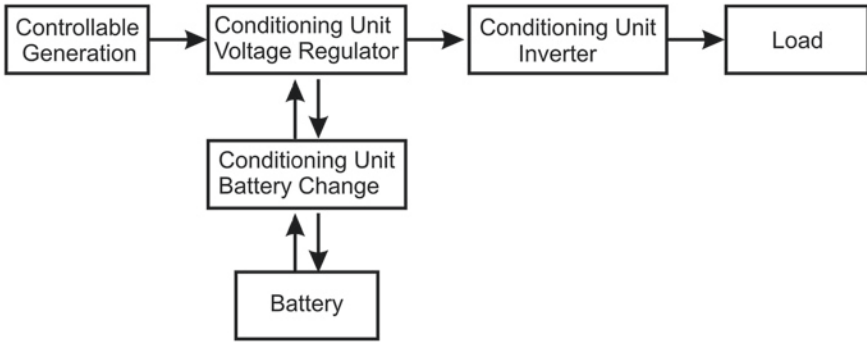 Controllable
Generation
Conditioning Unit
Voltage Regulator
Conditioning Unit
Inverter
Load
Conditioning Unit
Battery Change
Battery